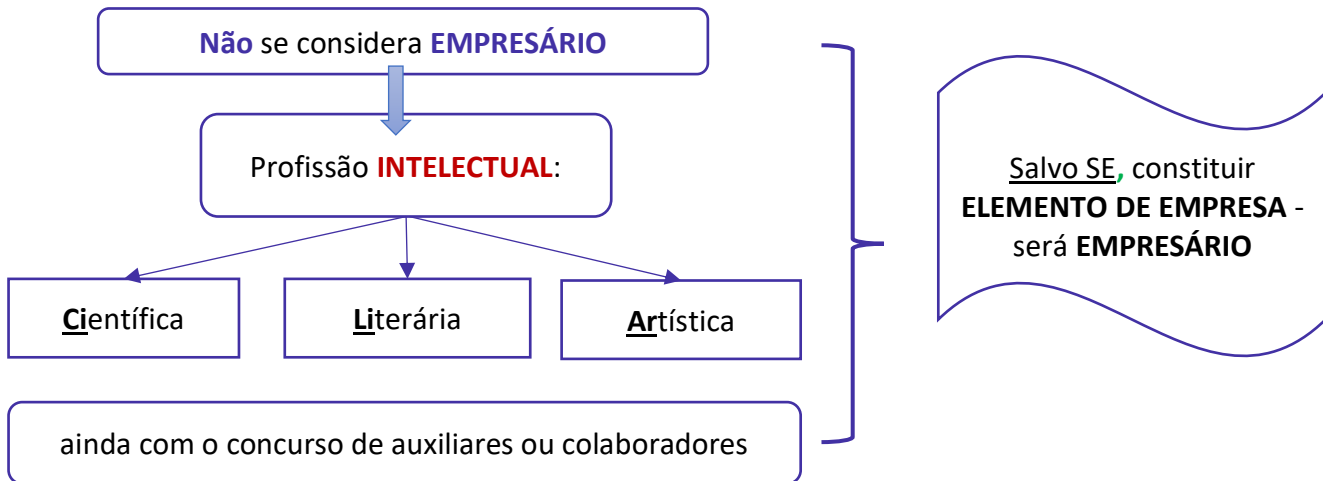 Não se considera EMPRESÁRIO
Profissão INTELECTUAL:
Científica
Literária
Artística
ainda com o concurso de auxiliares ou colaboradores
Salvo SE, constituir
ELEMENTO DE EMPRESA -
será EMPRESÁRIO